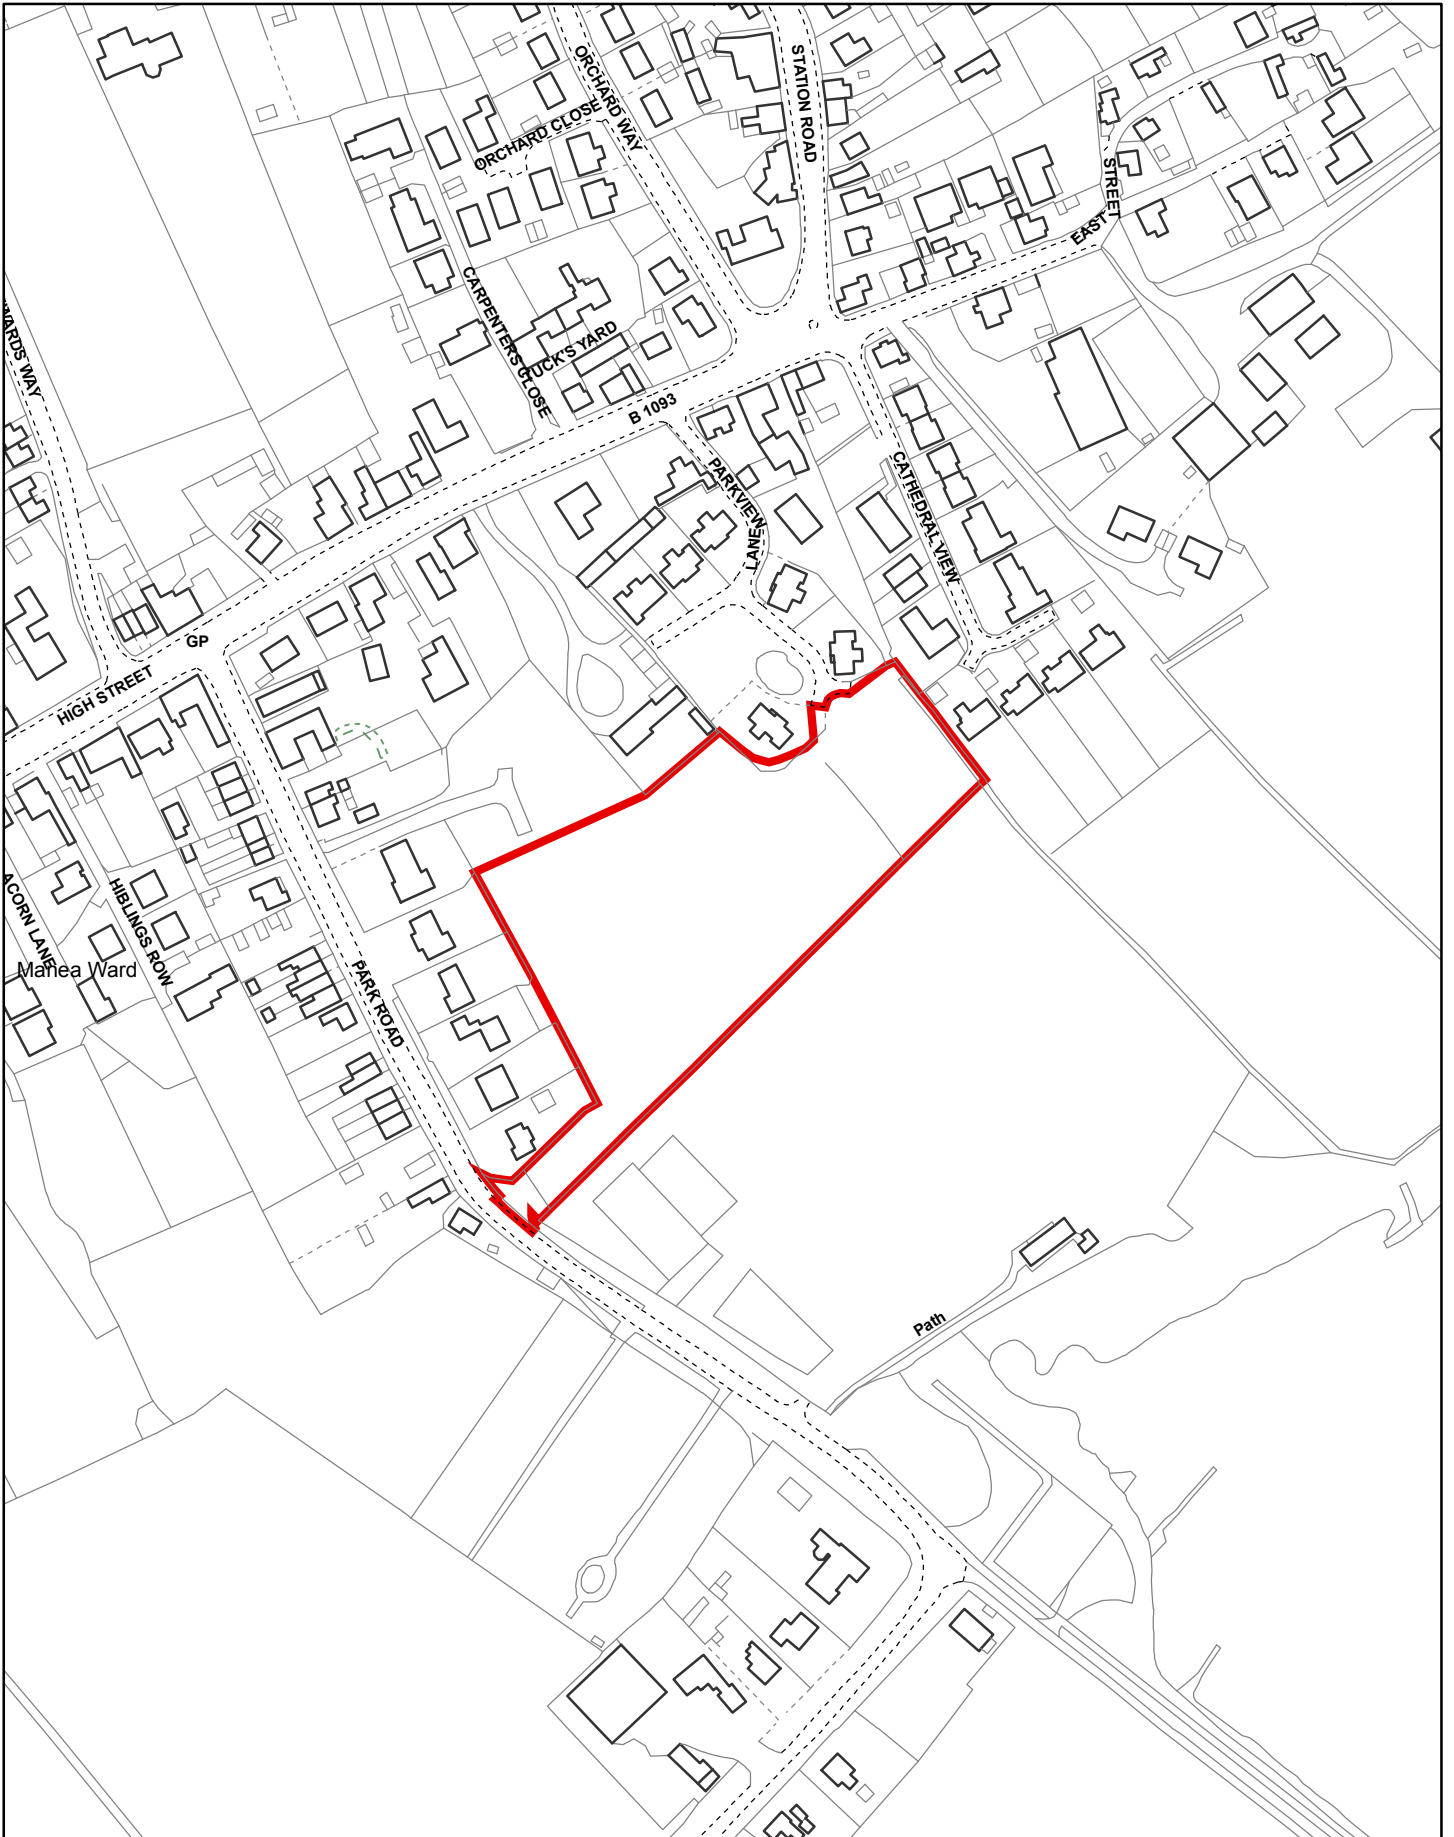 ORCHARD WAY
STATION ROAD
ORCHARD CLOSE
STREET
EAST
CARPENTERS CLOSE
TUCK'S YARD
WARDS WAY
B 1093
PARKVIEW
LANE
CATHEDRAL VIEW
GP
HIGH STREET
ACORN LANE
HIBLINGS ROW
Manea Ward
PARK ROAD
Path